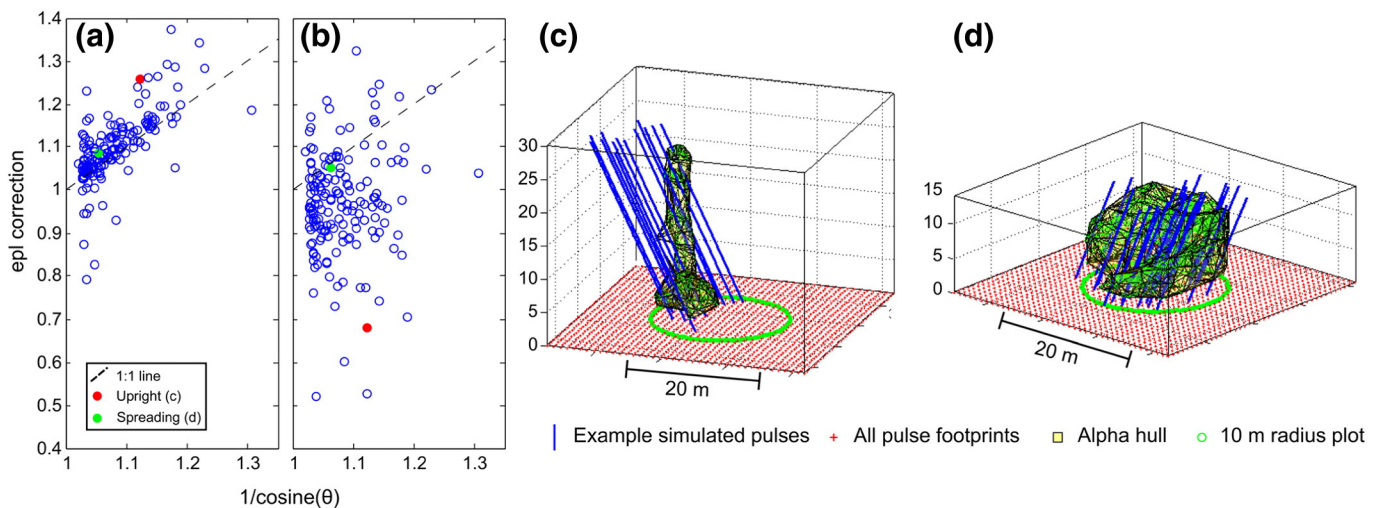 (a)
(b)
(c)
(d)
epl correction
1.4
1.3
1.2
1.1
1
0.9
0.8
0.7
0.6
0.5
0.4
1:1 line
Upright (c)
Spreading (d)
1 1.1 1.2 1.3
1 1.1 1.2 1.3
1/cosine(θ)
30
25
20
15
10
5
0
20 m
15
10
5
0
20 m
Example simulated pulses
All pulse footprints
Alpha hull
10 m radius plot